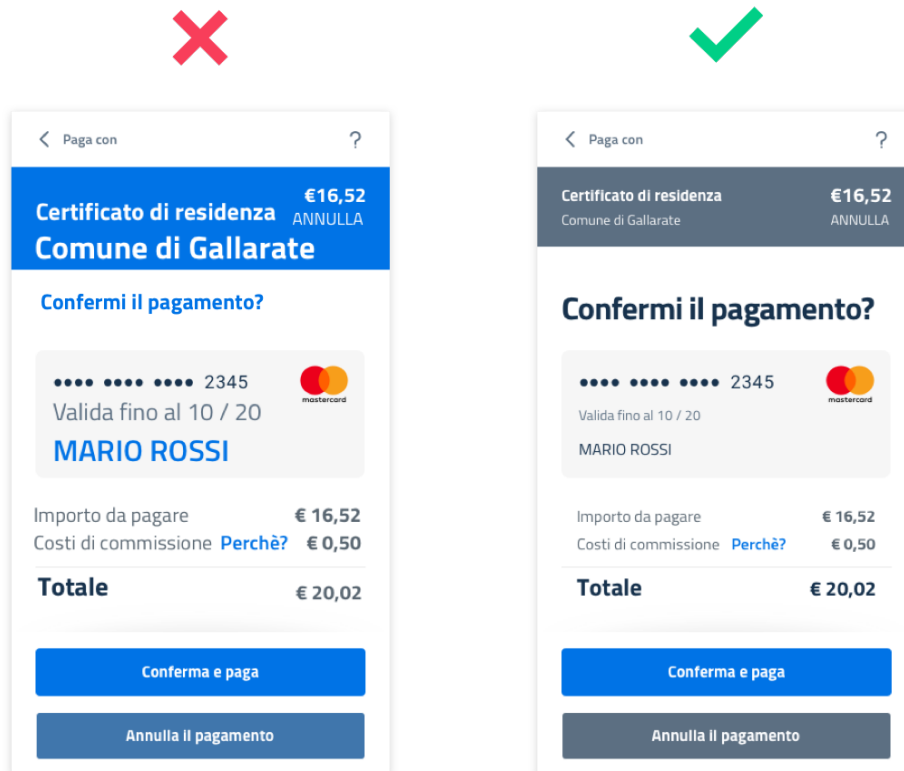 Paga con ?
€16,52
Certificato di residenza ANNULLA
Comune di Gallarate
Confermi il pagamento?
•••• •••• •••• 2345
mastercard
Valida fino al 10 / 20
MARIO ROSSI
Importo da pagare € 16,52
Costi di commissione Perchè? € 0,50
Totale € 20,02
Conferma e paga
Annulla il pagamento
Paga con ?
Certificato di residenza €16,52
Comune di Gallarate ANNULLA
Confermi il pagamento?
•••• •••• •••• 2345
mastercard
Valida fino al 10 / 20
MARIO ROSSI
Importo da pagare € 16,52
Costi di commissione Perchè? € 0,50
Totale € 20,02
Conferma e paga
Annulla il pagamento